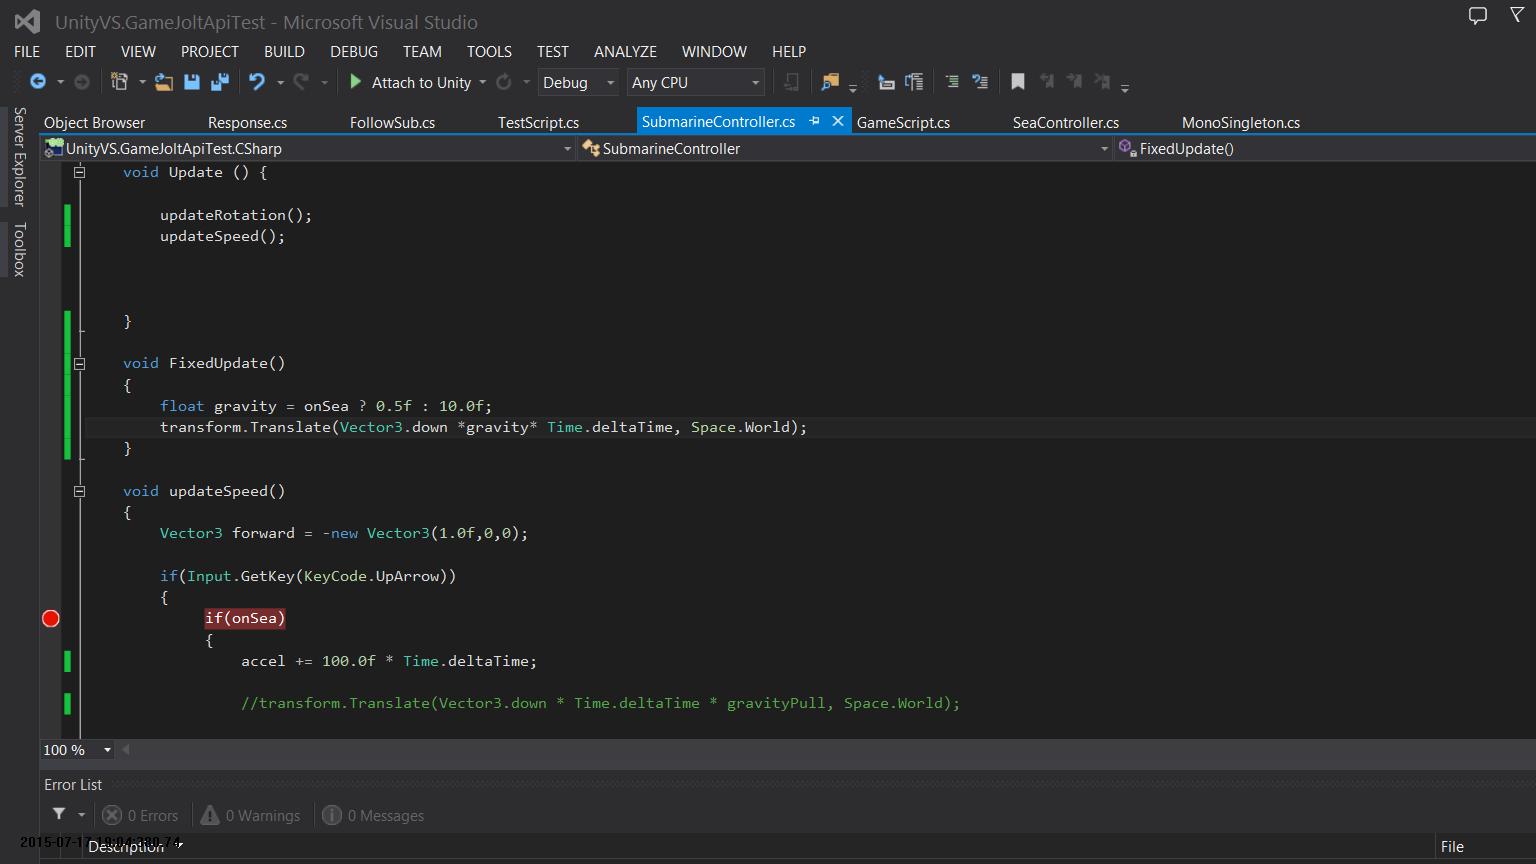 UnityVS.GameJoltApiTest - Microsoft Visual Studio
FILE EDIT VIEW PROJECT BUILD DEBUG TEAM TOOLS TEST ANALYZE WINDOW HELP
Attach to Unity Debug Any CPU
Server Explorer
Toolbox
Object Browser Response.cs FollowSub.cs TestScript.cs SubmarineController.cs GameScript.cs SeaController.cs MonoSingleton.cs
UnityVS.GameJoltApiTest.CSharp SubmarineController FixedUpdate()
void Update () {
updateRotation();
updateSpeed();
}
void FixedUpdate()
{
float gravity = onSea ? 0.5f : 10.0f;
transform.Translate(Vector3.down *gravity* Time.deltaTime, Space.World);
}
void updateSpeed()
{
Vector3 forward = -new Vector3(1.0f,0,0);
if(Input.GetKey(KeyCode.UpArrow))
{
if(onSea)
{
accel += 100.0f * Time.deltaTime;
//transform.Translate(Vector3.down * Time.deltaTime * gravityPull, Space.World);
100 %
Error List
0 Errors 0 Warnings 0 Messages
Description File